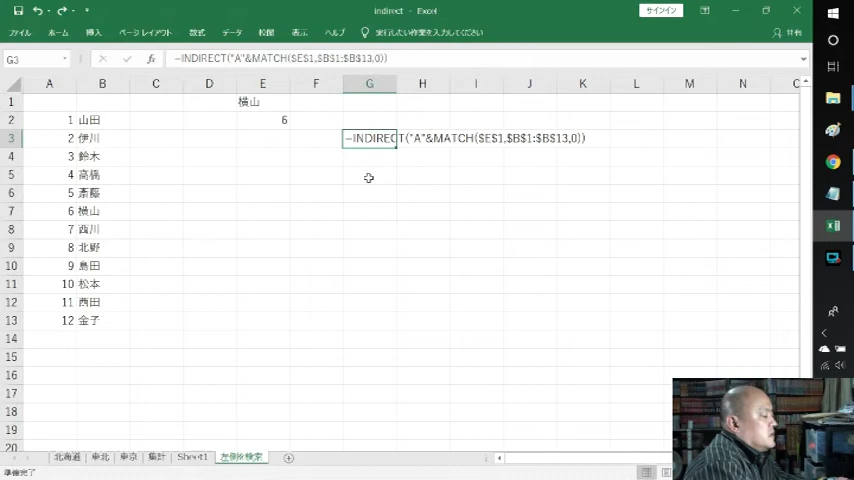 indirect - Excel
サインイン
ファイル ホーム 挿入 ページ レイアウト 数式 データ 校閲 表示 実行したい作業を入力してください 共有
G3 =INDIRECT("A"&MATCH($E$1,$B$1:$B$13,0))
A B C D E F G H I J K L M N
1 横山
2 1 山田 6
3 2 伊川 =INDIRECT("A"&MATCH($E$1,$B$1:$B$13,0))
4 3 鈴木
5 4 高橋
6 5 斎藤
7 6 横山
8 7 西川
9 8 北野
10 9 島田
11 10 松本
12 11 西田
13 12 金子
14
15
16
17
18
19
20
北海道 東北 東京 集計 Sheet1 左側を検索
準備完了